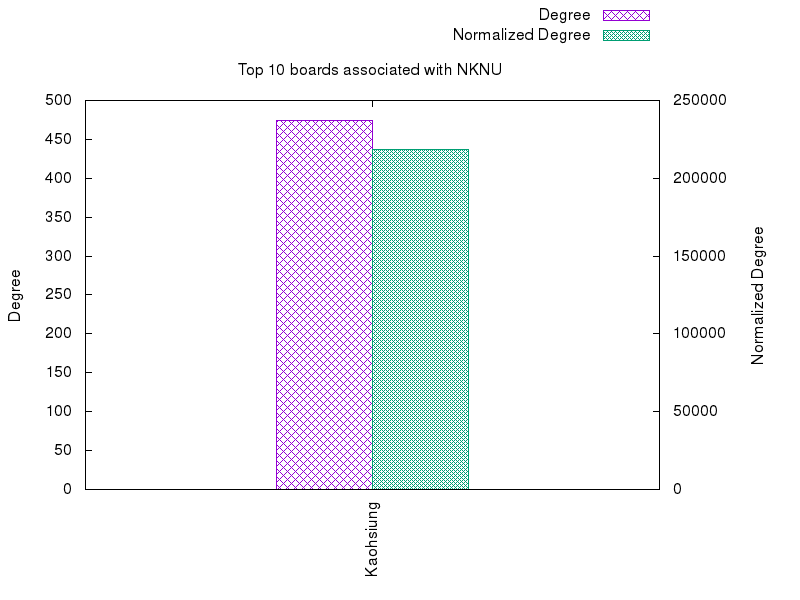 Degree
Normalized Degree
Top 10 boards associated with NKNU
500
450
400
350
300
250
200
150
100
50
0
250000
200000
150000
100000
50000
0
Degree
Normalized Degree
Kaohsiung